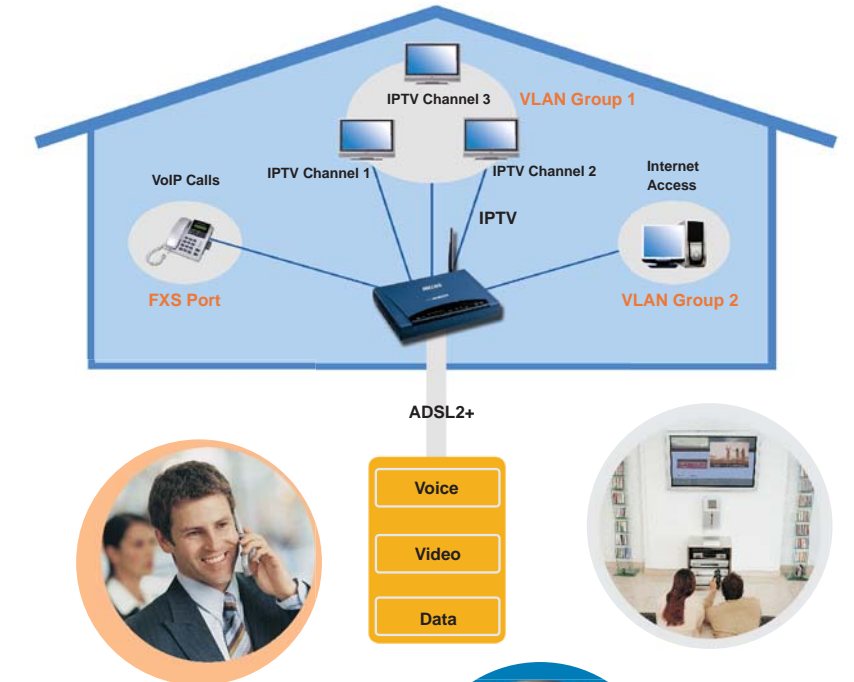 IPTV Channel 3
VLAN Group 1
IPTV Channel 1
IPTV Channel 2
VoIP Calls
Internet
Access
IPTV
FXS Port
VLAN Group 2
ADSL2+
Voice
Video
Data